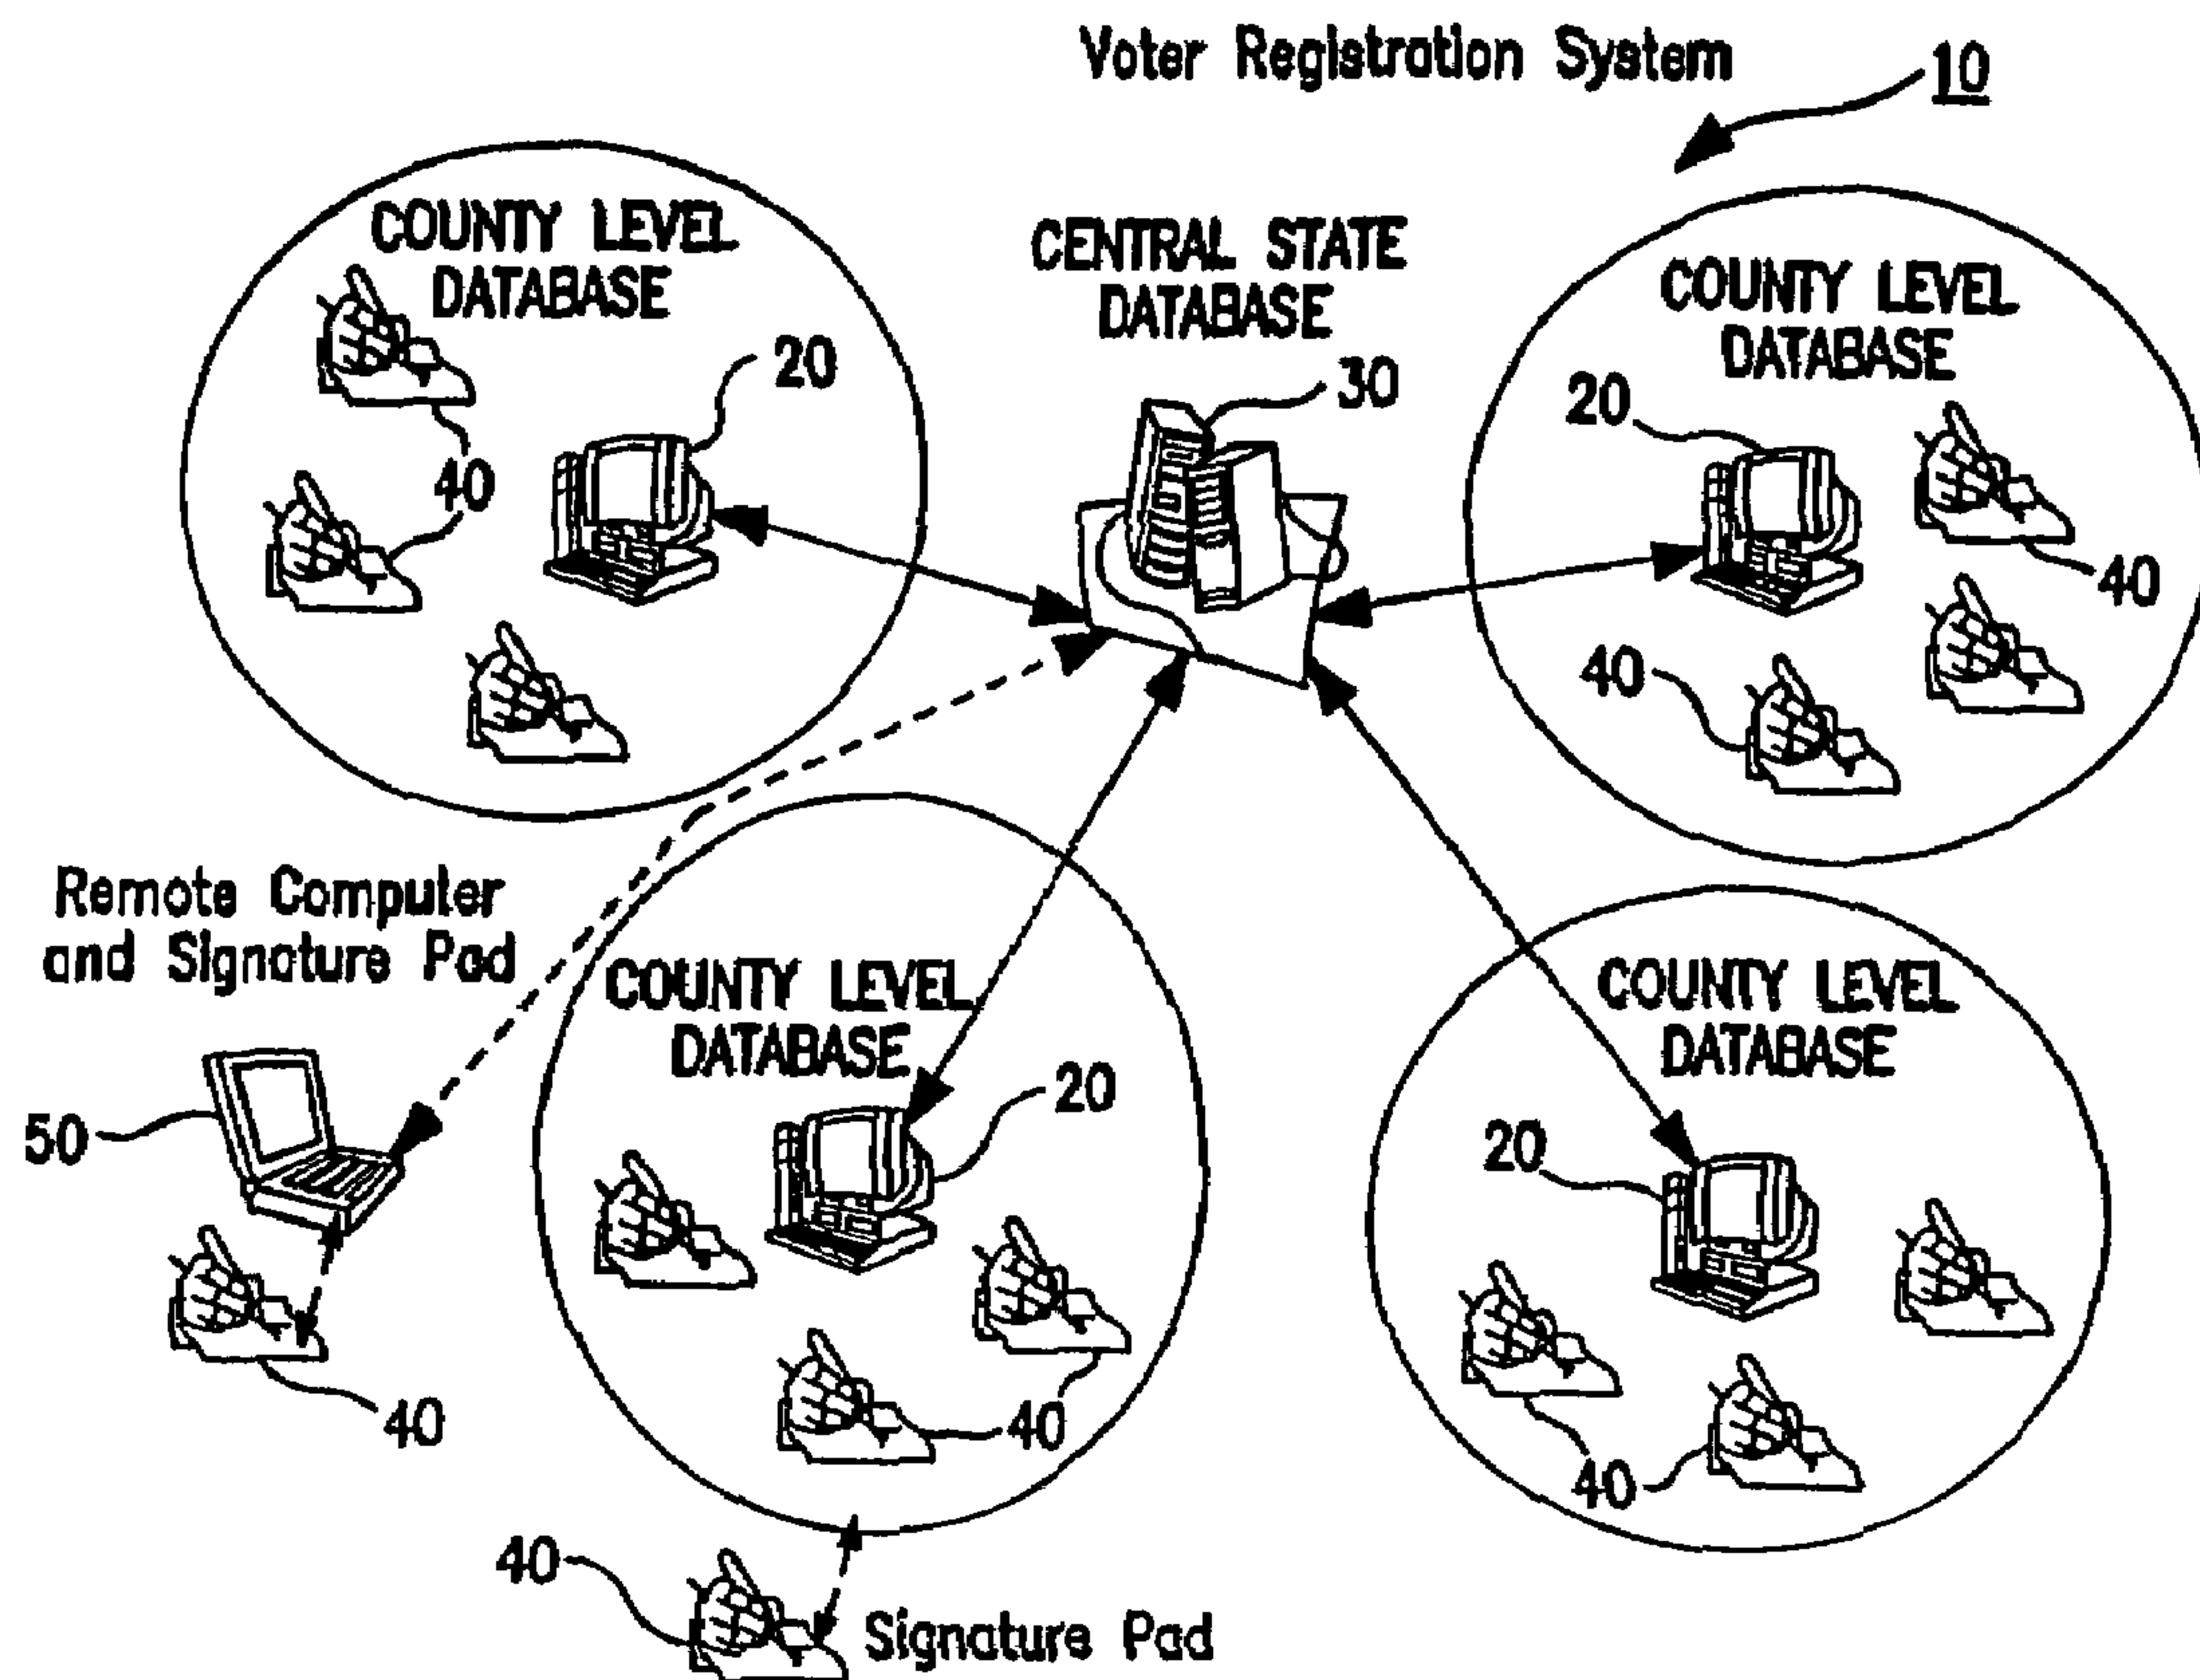 Voter Registration System
10
COUNTY LEVEL
DATABASE
20
40
CENTRAL STATE
DATABASE
30
COUNTY LEVEL
DATABASE
20
40
40
Remote Computer
and Signature Pad
50
40
COUNTY LEVEL
DATABASE
20
40
COUNTY LEVEL
DATABASE
20
40
40
Signature Pad